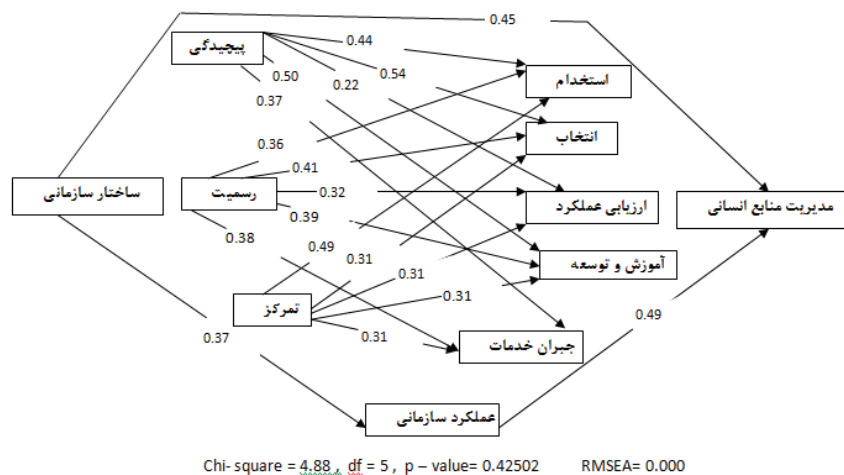 0.45
پیچیدگی
0.44
0.50
0.22
0.54
0.37
استخدام
انتخاب
0.36
0.41
ساختار سازمانی
رسمیت
0.32
0.39
0.38
ارزیابی عملکرد
مدیریت منابع انسانی
آموزش و توسعه
0.49
0.31
0.31
0.31
تمرکز
0.31
0.37
جبران خدمات
0.49
عملکرد سازمانی
Chi- square = 4.88 , df = 5 , p – value= 0.42502 RMSEA= 0.000